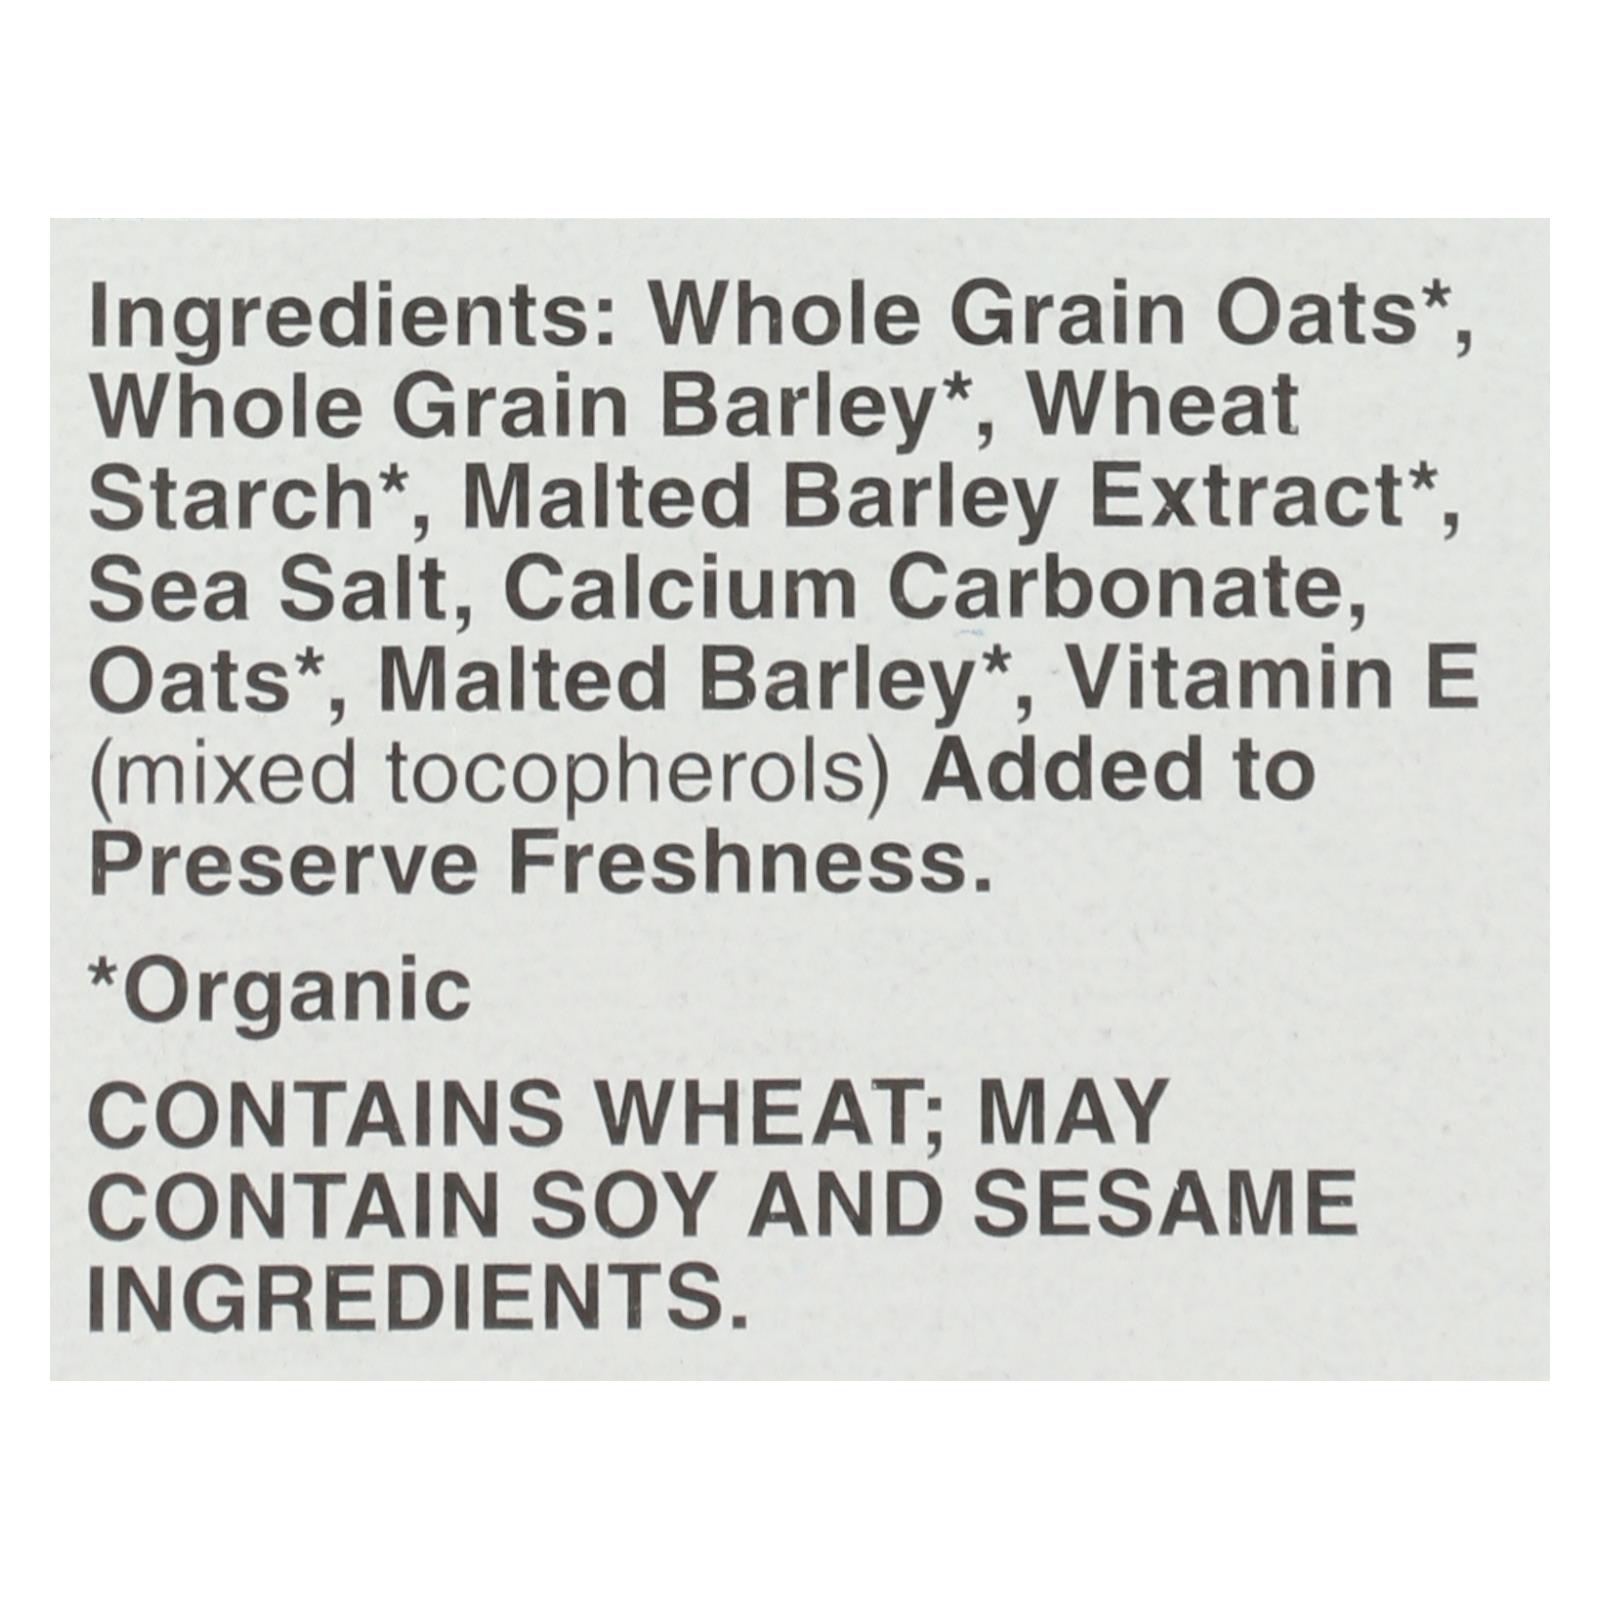 Ingredients: Whole Grain Oats*,
Whole Grain Barley*, Wheat
Starch*, Malted Barley Extract*,
Sea Salt, Calcium Carbonate,
Oats*, Malted Barley*, Vitamin E
(mixed tocopherols) Added to
Preserve Freshness.
*Organic
CONTAINS WHEAT; MAY
CONTAIN SOY AND SESAME
INGREDIENTS.